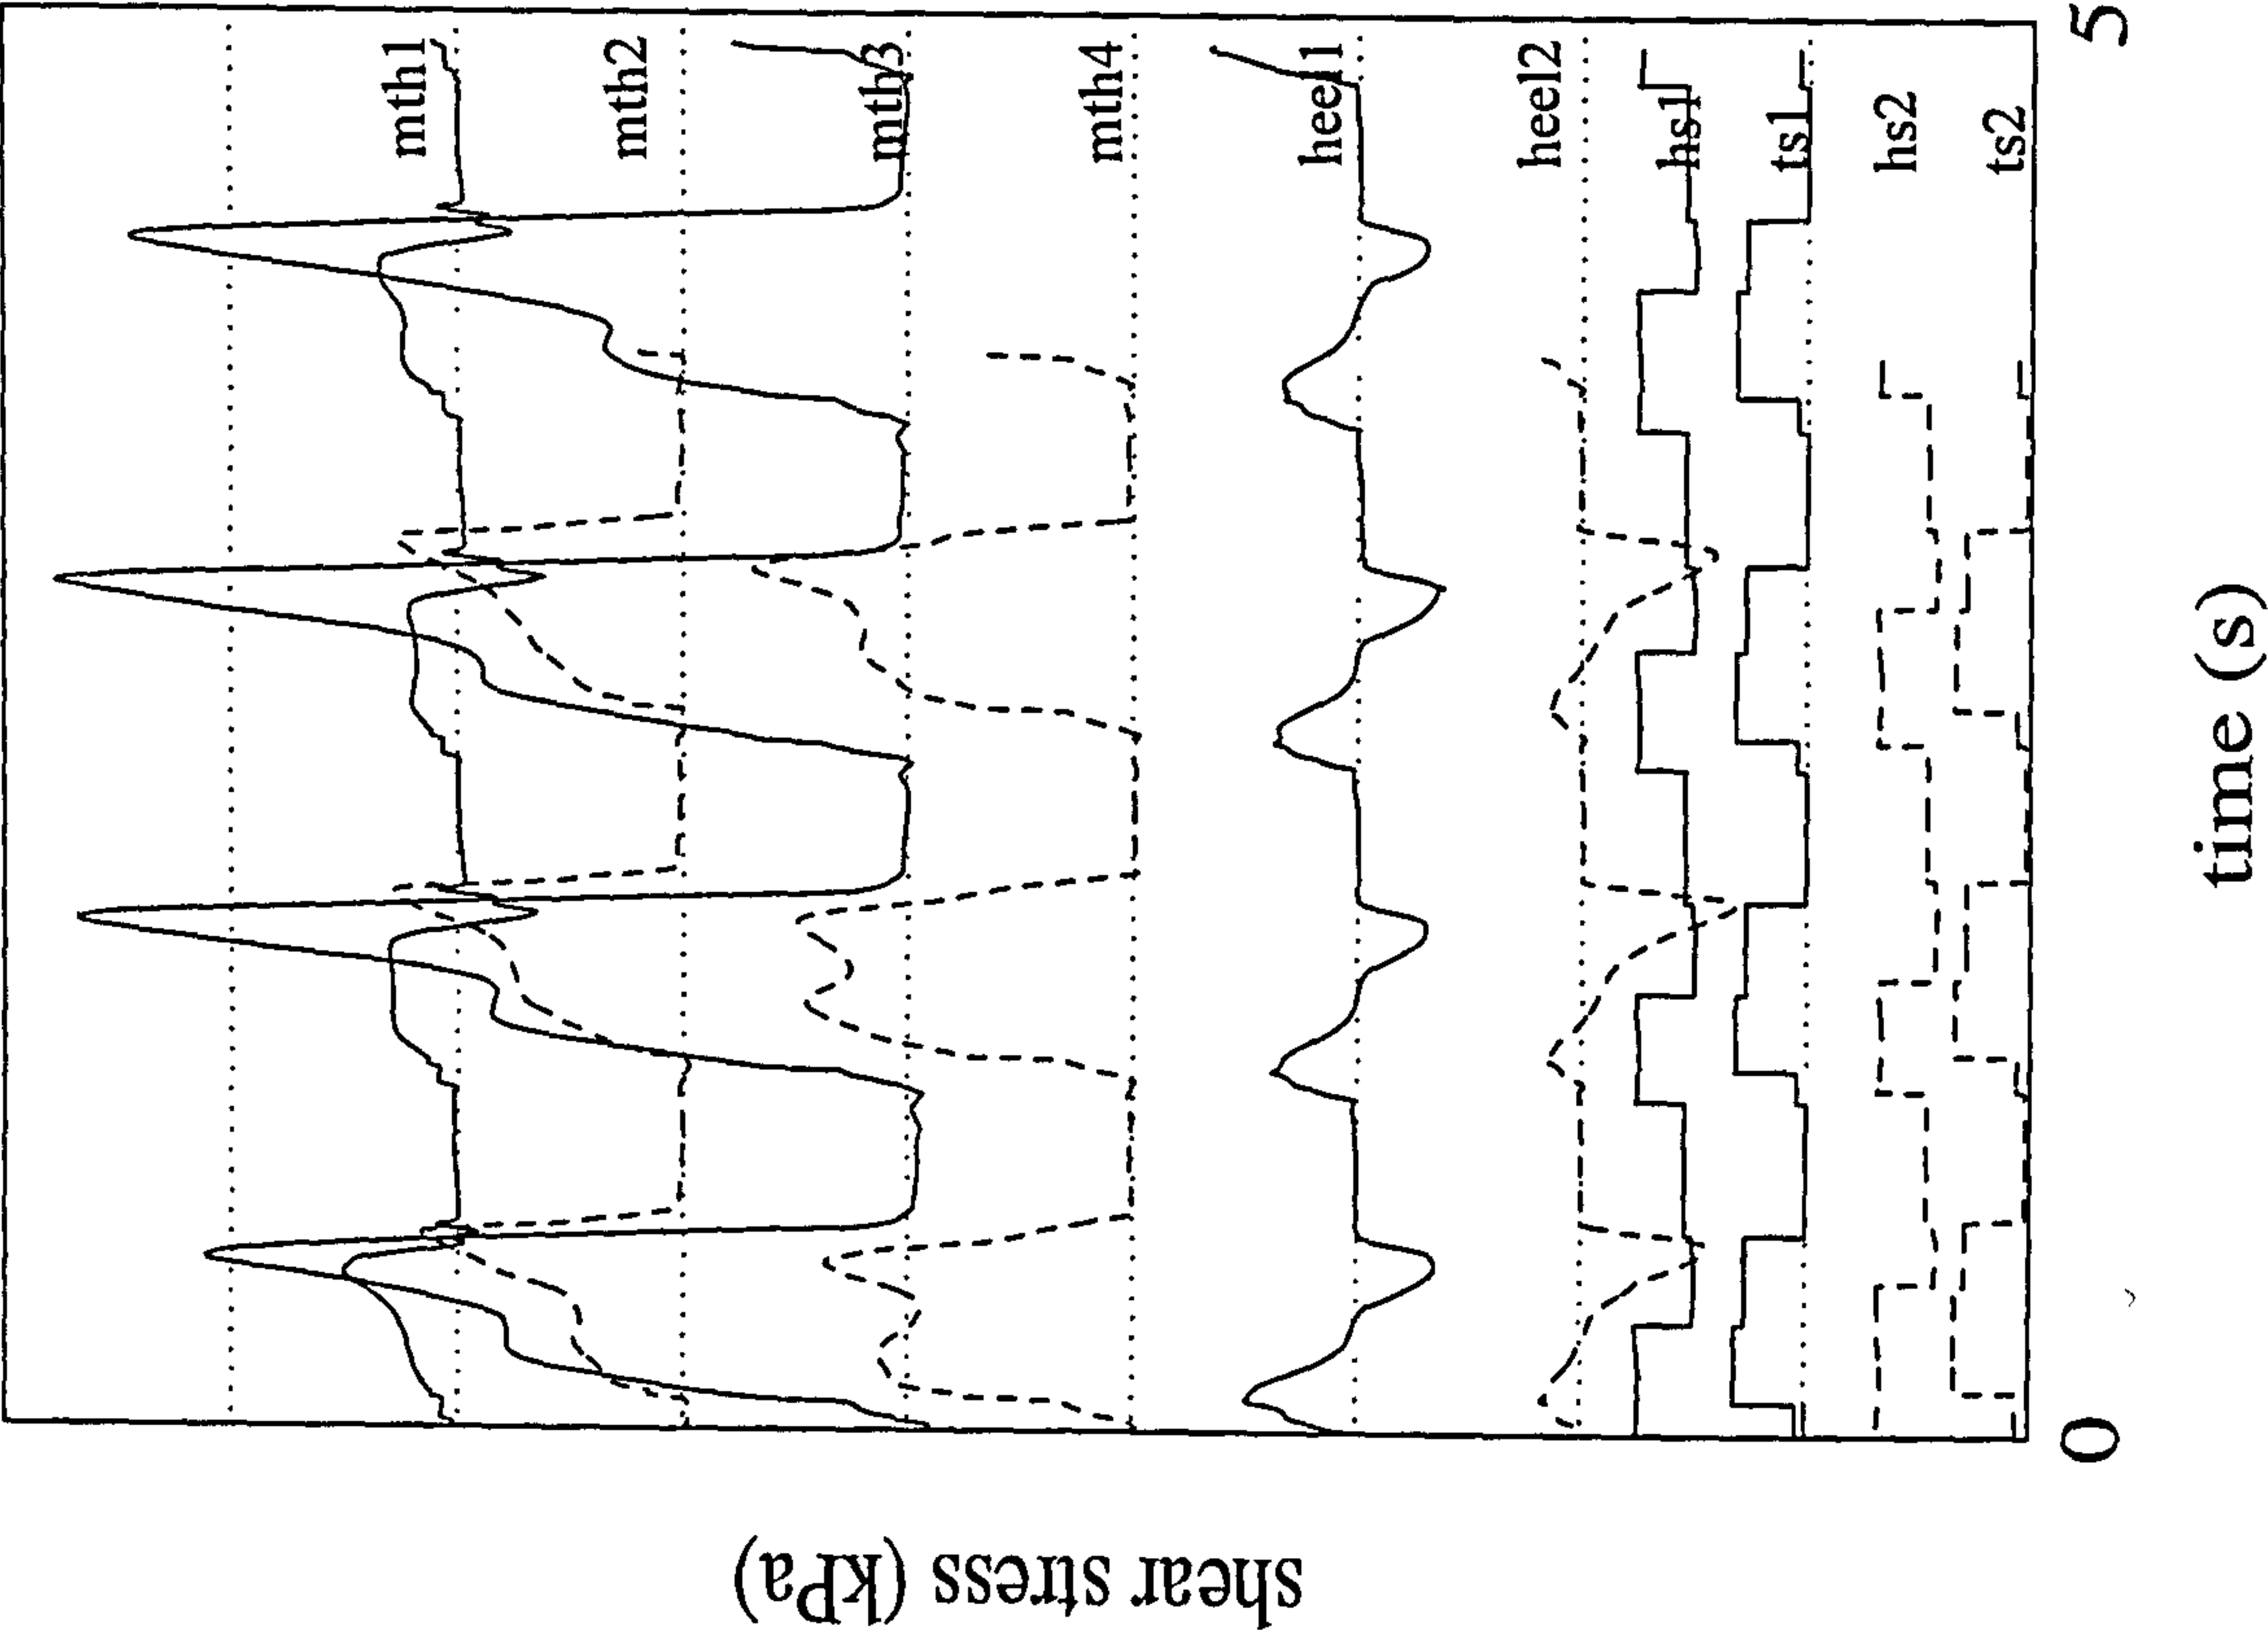 mth1
mth2
mth3
mth4
heel1
heel2
hs1
ts1
hs2
ts2
0
5
time (s)
shear stress (kPa)